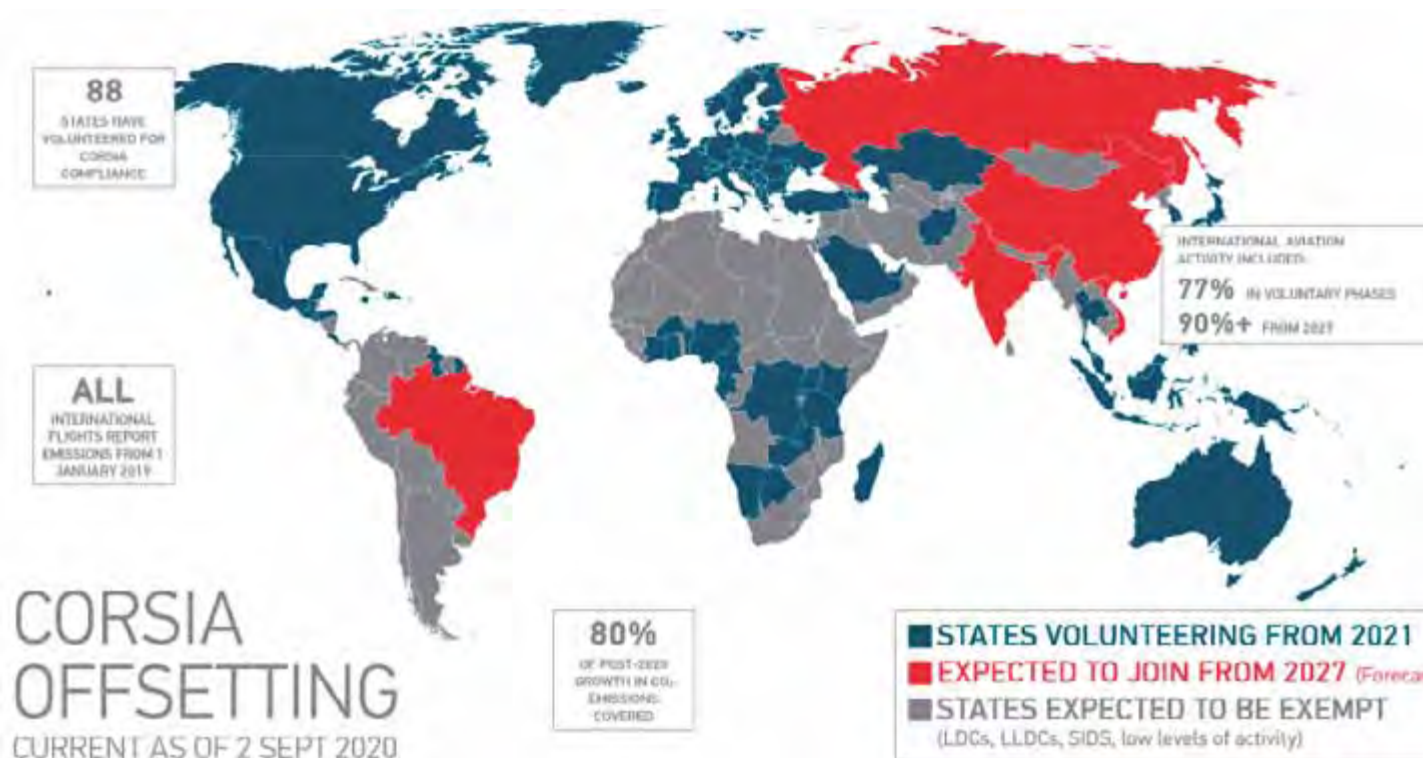 88
STATES HAVE
VOLUNTEERED FOR
CORSIA
COMPLIANCE
INTERNATIONAL AVIATION
ACTIVITY INCLUDED:
77% IN VOLUNTARY PHASES
90%+ FROM 2027
ALL
INTERNATIONAL
FLIGHTS REPORT
EMISSIONS FROM 1
JANUARY 2019
CORSIA
OFFSETTING
CURRENT AS OF 2 SEPT 2020
80%
OF POST-2020
GROWTH IN CO₂
EMISSIONS
COVERED
STATES VOLUNTEERING FROM 2021
EXPECTED TO JOIN FROM 2027 (Forecas
STATES EXPECTED TO BE EXEMPT
(LDCs, LLDCs, SIDS, low levels of activity)